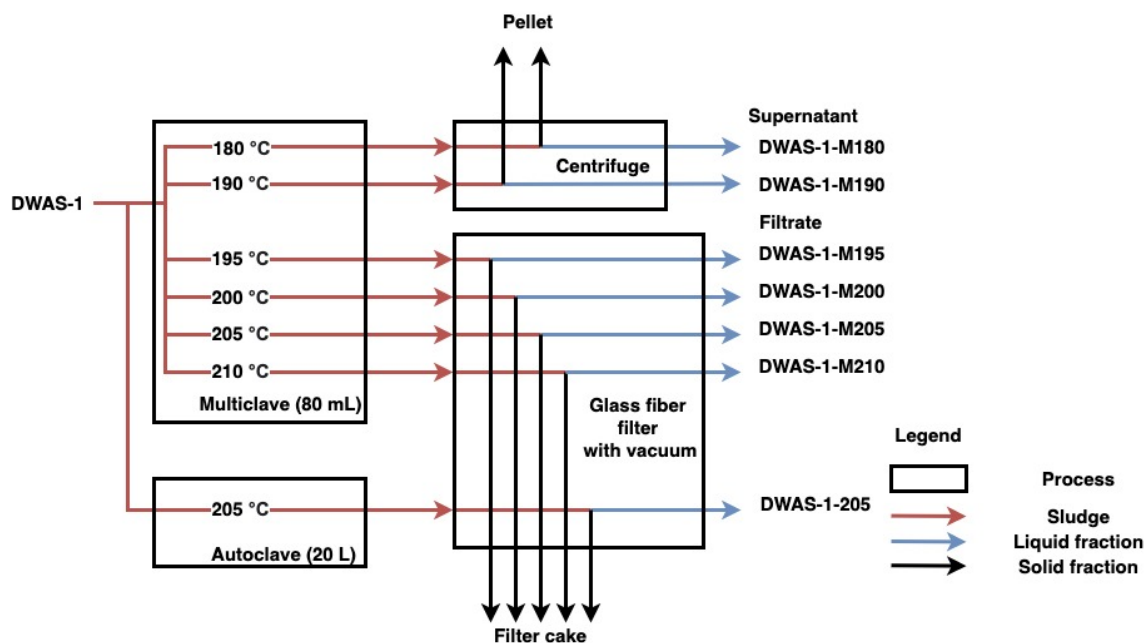 Pellet
Supernatant
180 °C
DWAS-1-M180
Centrifuge
190 °C
DWAS-1-M190
DWAS-1
Filtrate
195 °C
DWAS-1-M195
200 °C
DWAS-1-M200
205 °C
DWAS-1-M205
210 °C
DWAS-1-M210
Multiclave (80 mL)
Glass fiber
filter
with vacuum
Legend
Process
205 °C
DWAS-1-205
Sludge
Liquid fraction
Autoclave (20 L)
Solid fraction
Filter cake